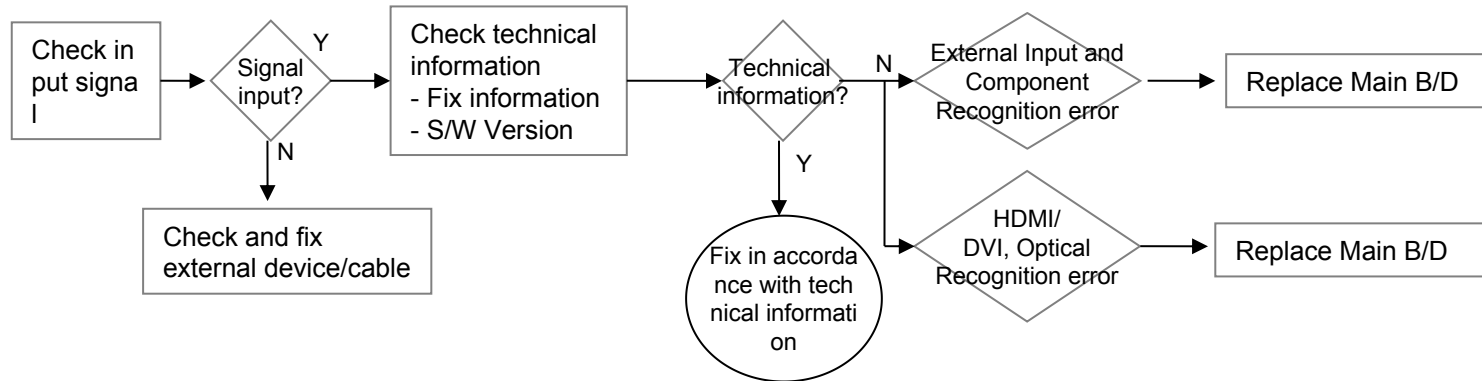 Check in
put signa
l
Signal
input?
Y
N
Check and fix
external device/cable
Check technical
information
- Fix information
- S/W Version
Technical
information?
N
Y
Fix in accorda
nce with tech
nical informati
on
External Input and
Component
Recognition error
Replace Main B/D
HDMI/
DVI, Optical
Recognition error
Replace Main B/D